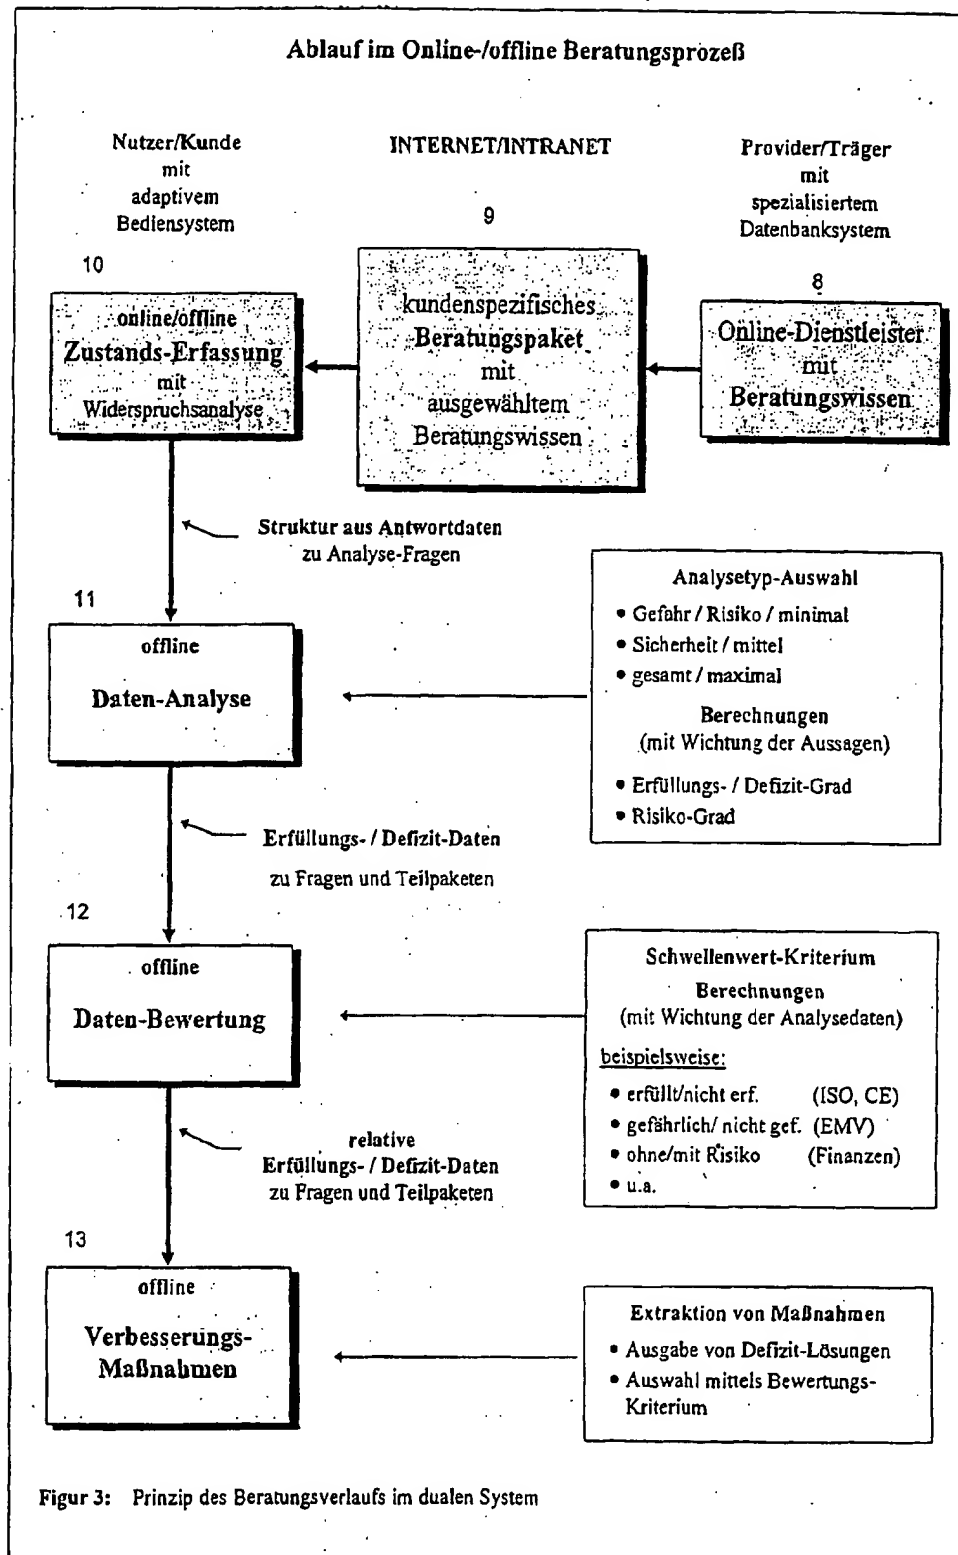 Ablauf im Online-/offline Beratungsprozeß
Nutzer/Kunde
mit
adaptivem
Bediensystem
INTERNET/INTRANET
Provider/Träger
mit
spezialisiertem
Datenbanksystem
10
online/offline
Zustands-Erfassung
mit
Widerspruchsanalyse
9
kundenspezifisches
Beratungspaket
mit
ausgewähltem
Beratungswissen
8
Online-Dienstleister
mit
Beratungswissen
Struktur aus Antwortdaten
zu Analyse-Fragen
11
offline
Daten-Analyse
Analysetyp-Auswahl
• Gefahr / Risiko / minimal
• Sicherheit / mittel
• gesamt / maximal
Berechnungen
(mit Wichtung der Aussagen)
• Erfüllungs- / Defizit-Grad
• Risiko-Grad
Erfüllungs- / Defizit-Daten
zu Fragen und Teilpaketen
12
offline
Daten-Bewertung
Schwellenwert-Kriterium
Berechnungen
(mit Wichtung der Analysedaten)
beispielsweise:
• erfüllt/nicht erf. (ISO, CE)
• gefährlich/ nicht gef. (EMV)
• ohne/mit Risiko (Finanzen)
• u.a.
relative
Erfüllungs- / Defizit-Daten
zu Fragen und Teilpaketen
13
offline
Verbesserungs-
Maßnahmen
Extraktion von Maßnahmen
• Ausgabe von Defizit-Lösungen
• Auswahl mittels Bewertungs-
Kriterium
Figur 3: Prinzip des Beratungsverlaufs im dualen System